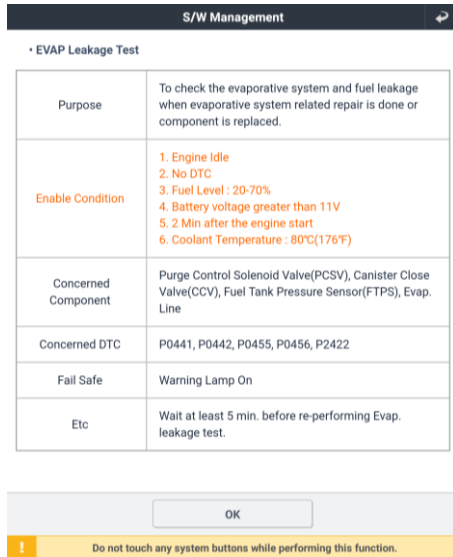 S/W Management
• EVAP Leakage Test
Purpose
To check the evaporative system and fuel leakage
when evaporative system related repair is done or
component is replaced.
Enable Condition
1. Engine Idle
2. No DTC
3. Fuel Level : 20-70%
4. Battery voltage greater than 11V
5. 2 Min after the engine start
6. Coolant Temperature : 80℃(176℉)
Concerned
Component
Purge Control Solenoid Valve(PCSV), Canister Close
Valve(CCV), Fuel Tank Pressure Sensor(FTPS), Evap.
Line
Concerned DTC
P0441, P0442, P0455, P0456, P2422
Fail Safe
Warning Lamp On
Etc
Wait at least 5 min. before re-performing Evap.
leakage test.
OK
! Do not touch any system buttons while performing this function.